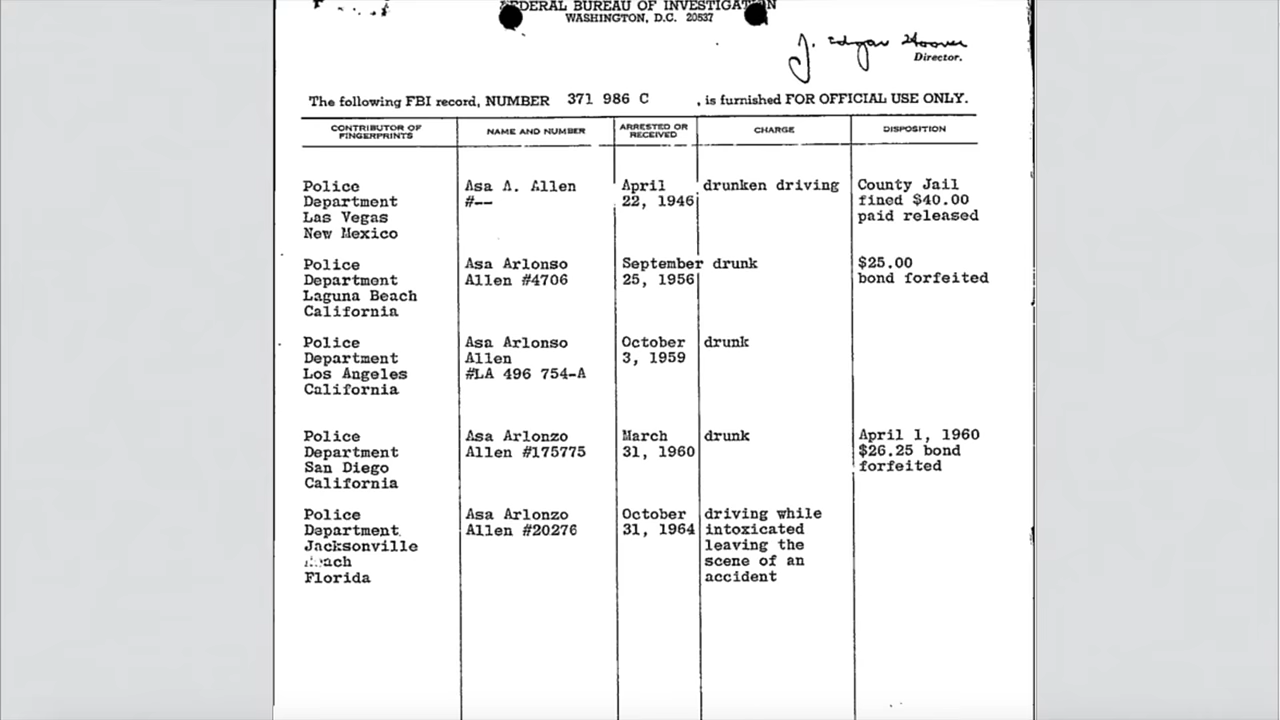 FEDERAL BUREAU OF INVESTIGATION
WASHINGTON, D.C. 20537
J. Edgar Hoover
Director.
The following FBI record, NUMBER 371 986 C , is furnished FOR OFFICIAL USE ONLY.
CONTRIBUTOR OF FINGERPRINTS NAME AND NUMBER ARRESTED OR RECEIVED CHARGE DISPOSITION
Police Asa A. Allen April drunken driving County Jail
Department #-- 22, 1946 fined $40.00
Las Vegas paid released
New Mexico
Police Asa Arlonso September drunk $25.00
Department Allen #4706 25, 1956 bond forfeited
Laguna Beach
California
Police Asa Arlonso October drunk
Department Allen 3, 1959
Los Angeles #LA 496 754-A
California
Police Asa Arlonzo March drunk April 1, 1960
Department Allen #175775 31, 1960 $26.25 bond
San Diego forfeited
California
Police Asa Arlonzo October driving while
Department Allen #20276 31, 1964 intoxicated
Jacksonville leaving the
Beach scene of an
Florida accident